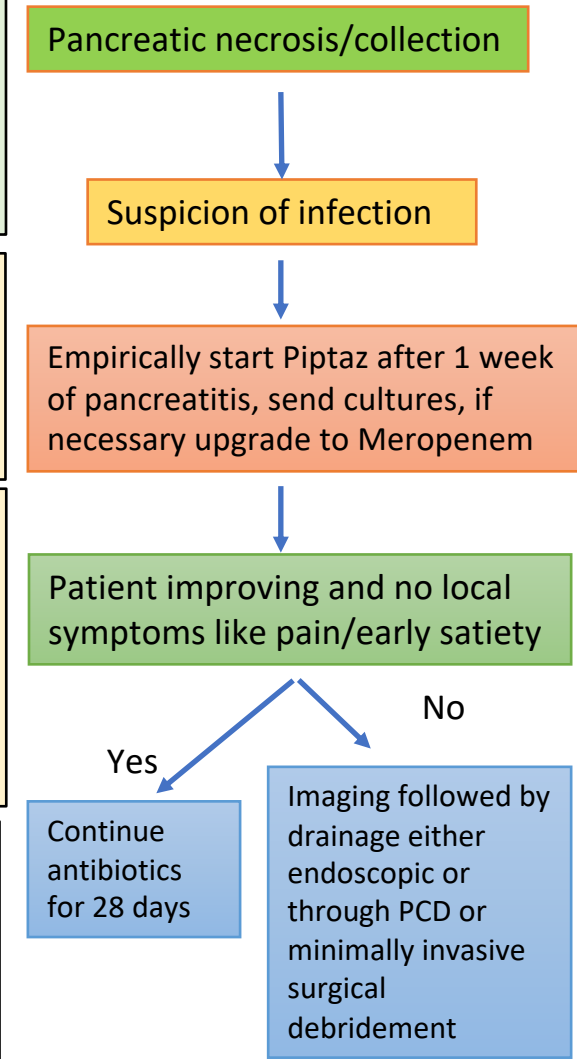 Pancreatic necrosis/collection
Suspicion of infection
Empirically start Piptaz after 1 week
of pancreatitis, send cultures, if
necessary upgrade to Meropenem
Patient improving and no local
symptoms like pain/early satiety
No
Yes
Continue
antibiotics
for 28 days
Imaging followed by
drainage either
endoscopic or
through PCD or
minimally invasive
surgical
debridement